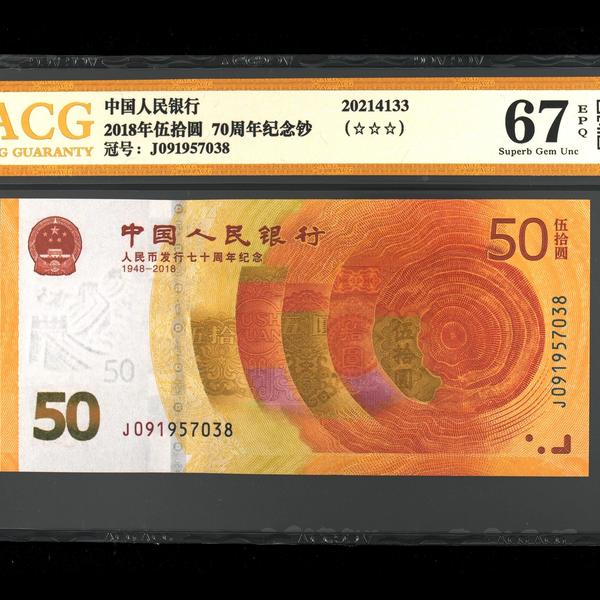 ACG
NG GUARANTY
中国人民银行
2018年伍拾圆 70周年纪念钞
冠号: J091957038
20214133
(☆☆☆)
67
EPQ
Superb Gem Unc
中国人民银行
人民币发行七十周年纪念
1948-2018
50
伍拾圆
50
50
J091957038
J091957038
伍拾圆